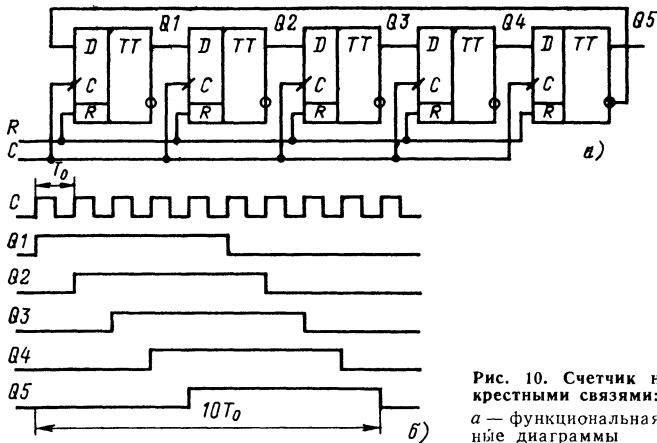 Q1 Q2 Q3 Q4 Q5
D TT D TT D TT D TT D TT
C C C C C
R R R R R
R
C
а)
T₀
C
Q1
Q2
Q3
Q4
Q5
10T₀
б)
Рис. 10. Счетчик н
крестными связями:
а — функциональная
ные диаграммы